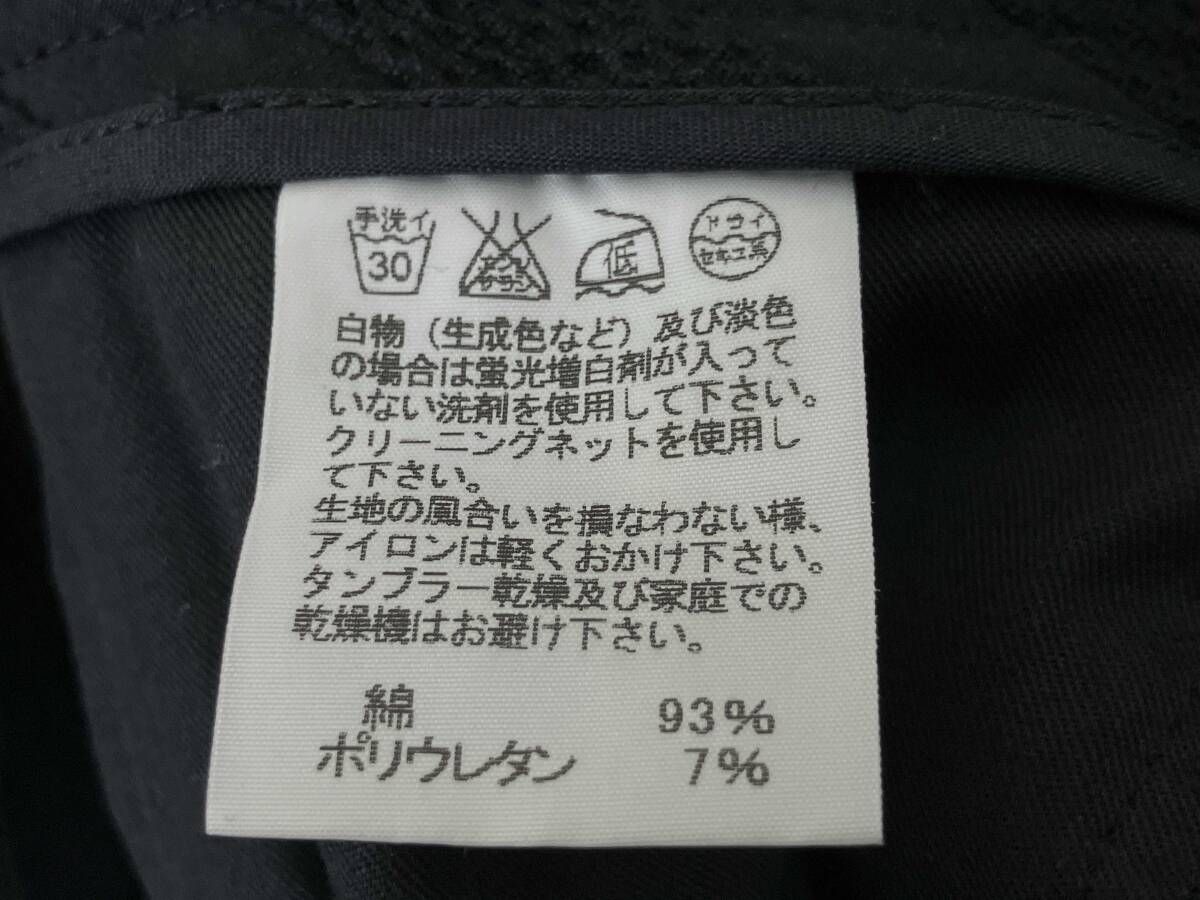 手洗イ
30
エンソ
サラシ
低
ドライ
セキユ系
白物（生成色など）及び淡色
の場合は蛍光増白剤が入って
いない洗剤を使用して下さい。
クリーニングネットを使用し
て下さい。
生地の風合いを損なわない様、
アイロンは軽くおかけ下さい。
タンブラー乾燥及び家庭での
乾燥機はお避け下さい。
綿 93%
ポリウレタン 7%